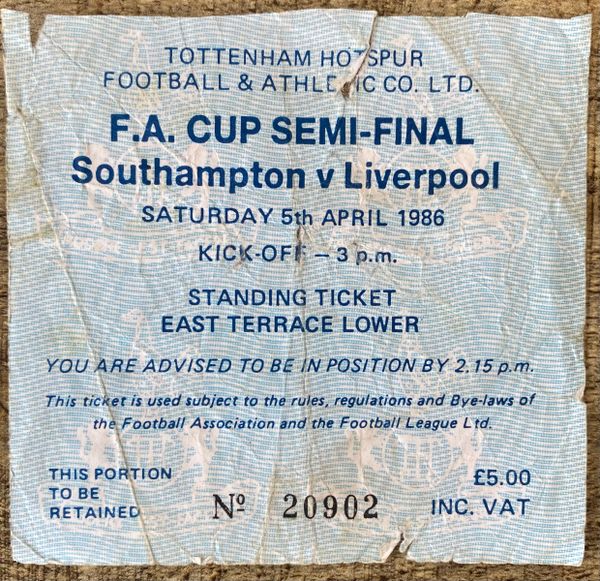 TOTTENHAM HOTSPUR
FOOTBALL & ATHLETIC CO. LTD.
F.A. CUP SEMI-FINAL
Southampton v Liverpool
SATURDAY 5th APRIL 1986
KICK-OFF – 3 p.m.
STANDING TICKET
EAST TERRACE LOWER
YOU ARE ADVISED TO BE IN POSITION BY 2.15 p.m.
This ticket is used subject to the rules, regulations and Bye-laws of
the Football Association and the Football League Ltd.
THIS PORTION
TO BE
RETAINED
Nº 20902
£5.00
INC. VAT